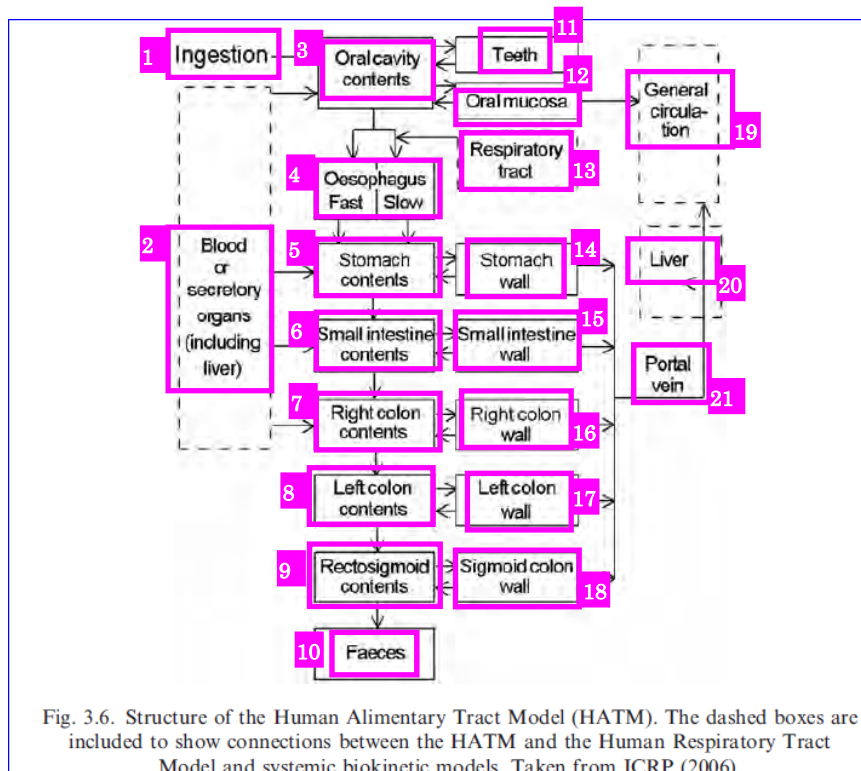 1
Ingestion
2
Blood
or
secretory
organs
(including
liver)
3
Oral cavity
contents
4
Oesophagus
Fast Slow
5
Stomach
contents
6
Small intestine
contents
7
Right colon
contents
8
Left colon
contents
9
Rectosigmoid
contents
10
Faeces
11
Teeth
12
Oral mucosa
13
Respiratory
tract
14
Stomach
wall
15
Small intestine
wall
16
Right colon
wall
17
Left colon
wall
18
Sigmoid colon
wall
19
General
circula-
tion
20
Liver
21
Portal
vein
Fig. 3.6. Structure of the Human Alimentary Tract Model (HATM). The dashed boxes are
included to show connections between the HATM and the Human Respiratory Tract
Model and systemic biokinetic models. Taken from ICRP (2006)